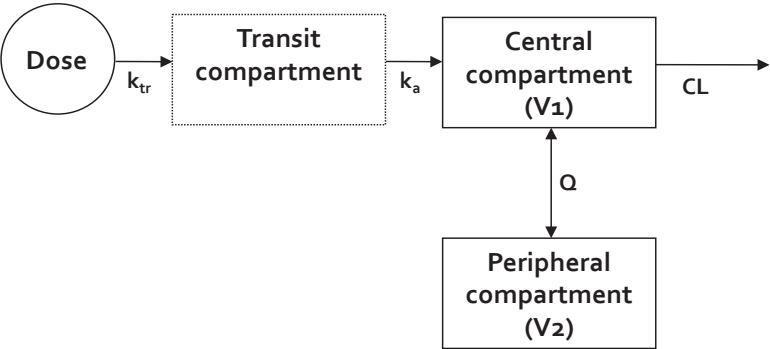 Dose
k_tr
Transit
compartment
k_a
Central
compartment
(V1)
CL
Q
Peripheral
compartment
(V2)